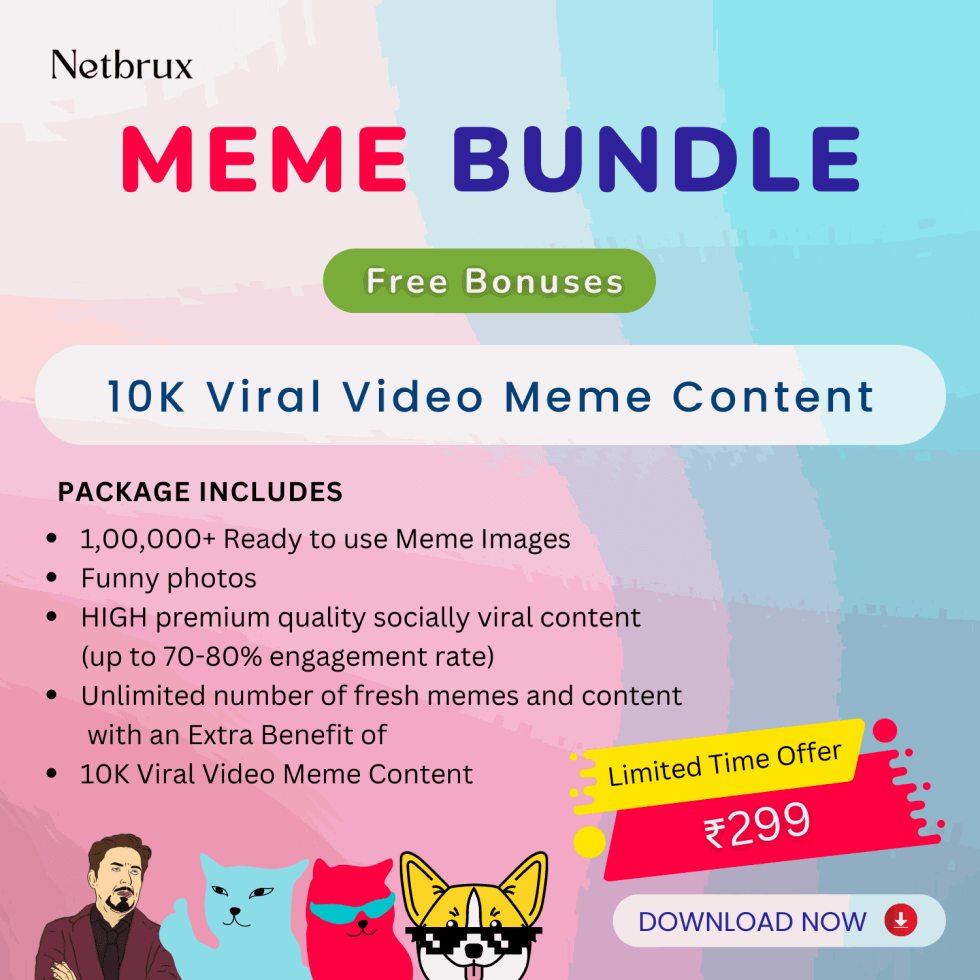 Netbrux
MEME BUNDLE
Free Bonuses
10K Viral Video Meme Content
PACKAGE INCLUDES
• 1,00,000+ Ready to use Meme Images
• Funny photos
• HIGH premium quality socially viral content
(up to 70-80% engagement rate)
• Unlimited number of fresh memes and content
with an Extra Benefit of
• 10K Viral Video Meme Content
Limited Time Offer
₹299
DOWNLOAD NOW